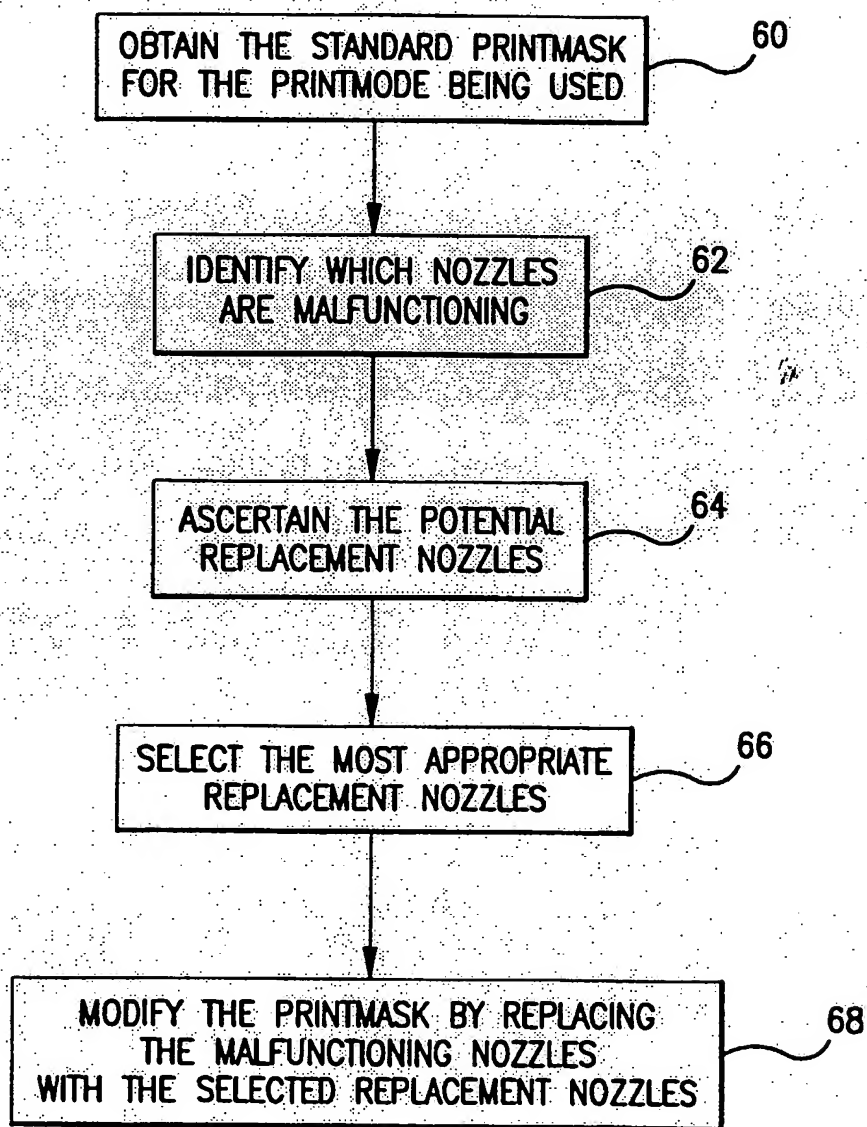 OBTAIN THE STANDARD PRINTMASK
FOR THE PRINTMODE BEING USED
60
IDENTIFY WHICH NOZZLES
ARE MALFUNCTIONING
62
ASCERTAIN THE POTENTIAL
REPLACEMENT NOZZLES
64
SELECT THE MOST APPROPRIATE
REPLACEMENT NOZZLES
66
MODIFY THE PRINTMASK BY REPLACING
THE MALFUNCTIONING NOZZLES
WITH THE SELECTED REPLACEMENT NOZZLES
68